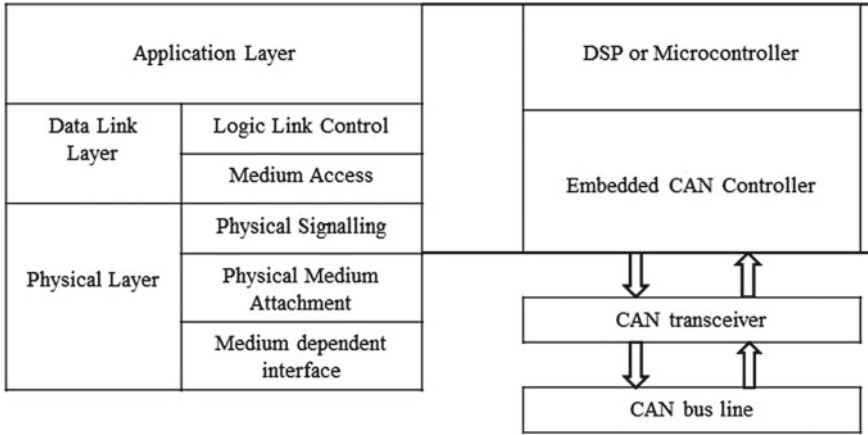 Application Layer
DSP or Microcontroller
Data Link
Layer
Logic Link Control
Medium Access
Embedded CAN Controller
Physical Layer
Physical Signalling
Physical Medium
Attachment
Medium dependent
interface
CAN transceiver
CAN bus line